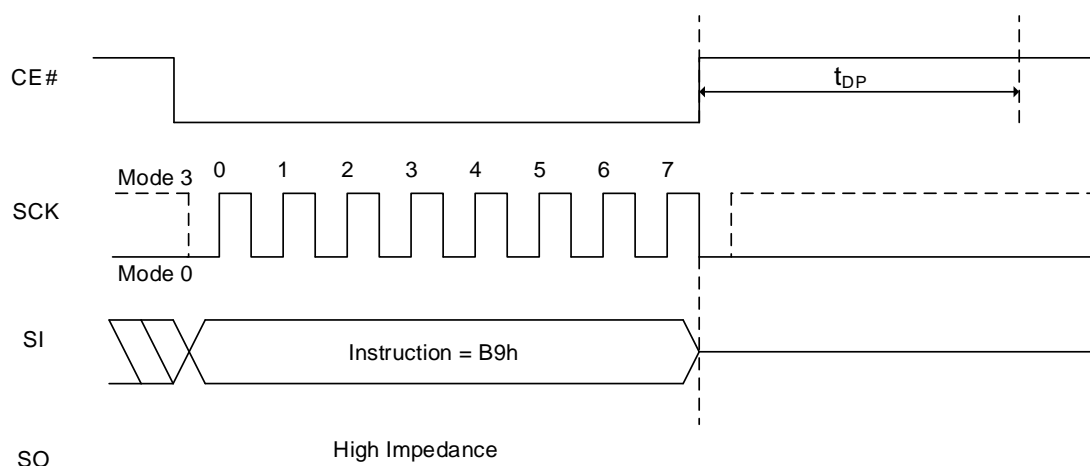 CE#
tDP
Mode 3
0 1 2 3 4 5 6 7
SCK
Mode 0
SI
Instruction = B9h
High Impedance
SO